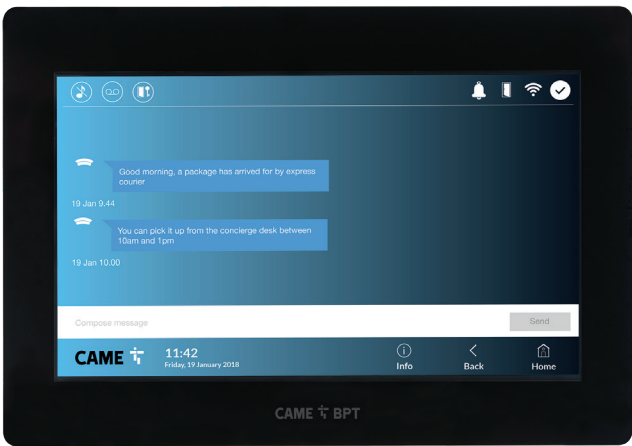 Good morning, a package has arrived for by express
courier
19 Jan 9.44
You can pick it up from the concierge desk between
10am and 1pm
19 Jan 10.00
Compose message
Send
CAME
11:42
Friday, 19 January 2018
Info
Back
Home
CAME BPT